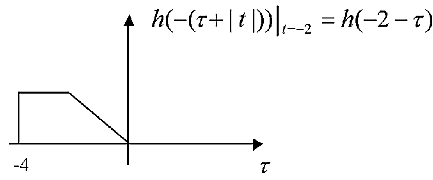 h(−(τ+| t |))|ₜ₌₋₂ = h(−2 − τ)
-4
τ